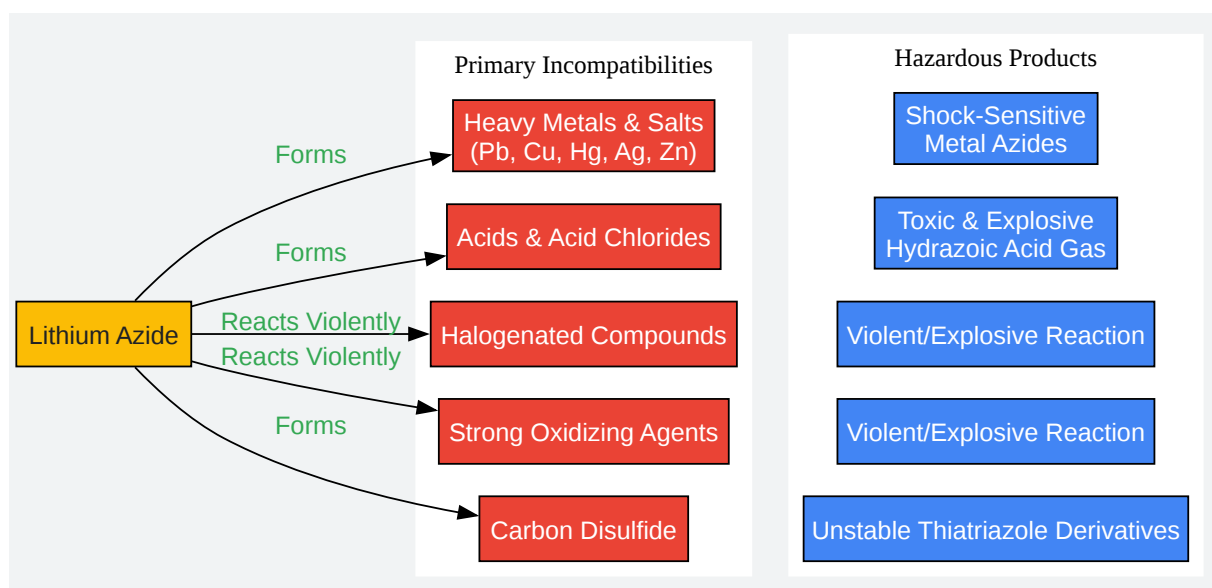 Primary Incompatibilities
Hazardous Products
Heavy Metals & Salts
(Pb, Cu, Hg, Ag, Zn)
Shock-Sensitive
Metal Azides
Forms
Acids & Acid Chlorides
Toxic & Explosive
Hydrazoic Acid Gas
Forms
Lithium Azide
Reacts Violently
Halogenated Compounds
Violent/Explosive Reaction
Reacts Violently
Strong Oxidizing Agents
Violent/Explosive Reaction
Forms
Carbon Disulfide
Unstable Thiatriazole Derivatives